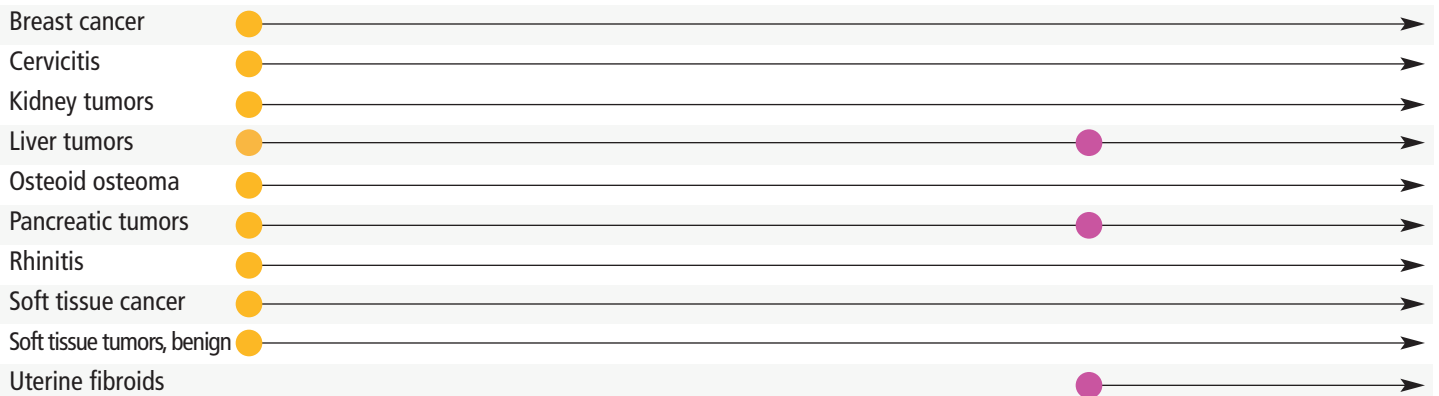 Breast cancer
Cervicitis
Kidney tumors
Liver tumors
Osteoid osteoma
Pancreatic tumors
Rhinitis
Soft tissue cancer
Soft tissue tumors, benign
Uterine fibroids